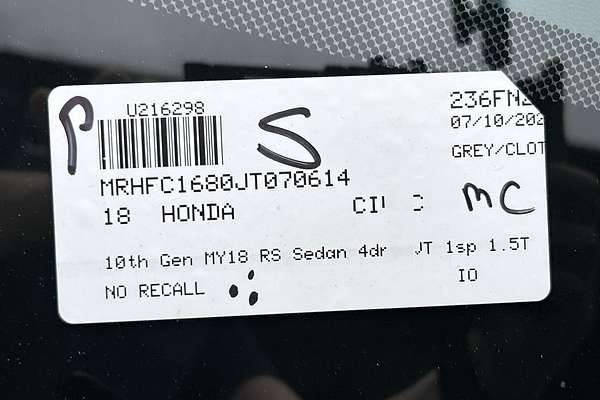 P
U216298
S
236FN
07/10/202
GREY/CLOT
MRHFC1680JT070614
18 HONDA
MC
10th Gen MY18 RS Sedan 4dr 1sp 1.5T
NO RECALL
IO